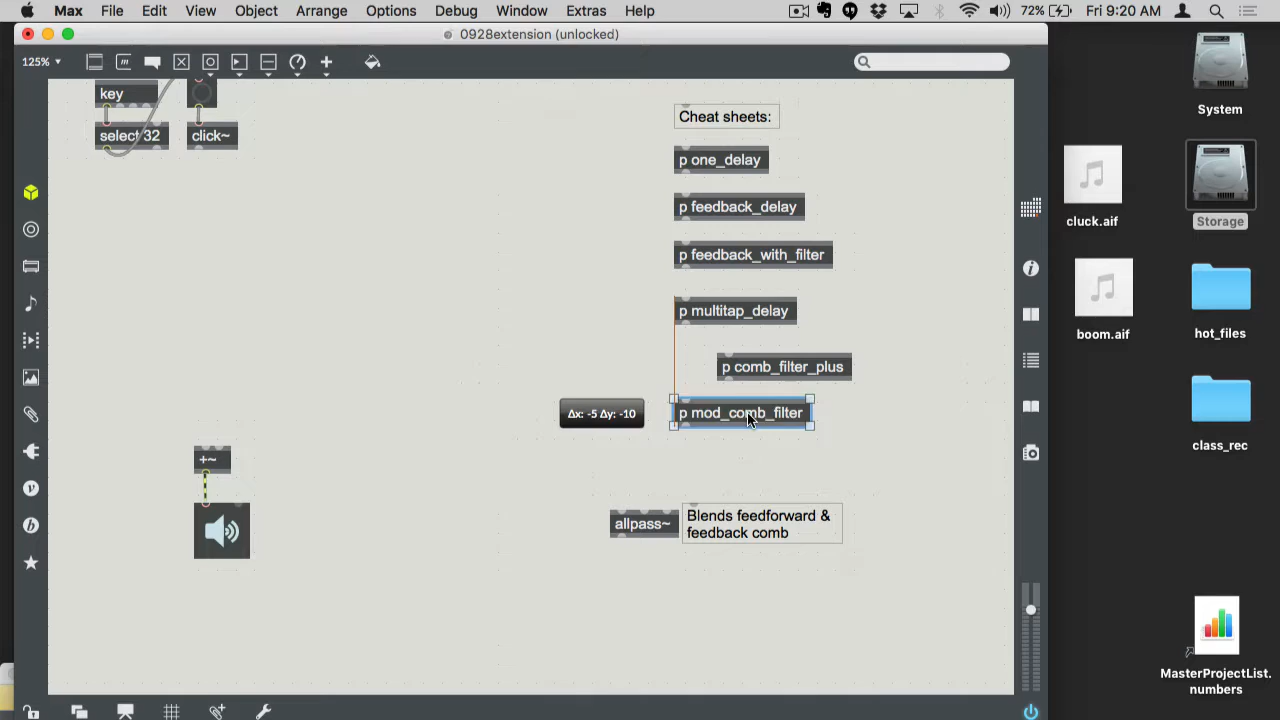 Max File Edit View Object Arrange Options Debug Window Extras Help 72% Fri 9:20 AM
0928extension (unlocked)
125%
key
select 32
click~
Cheat sheets:
p one_delay
p feedback_delay
p feedback_with_filter
p multitap_delay
p comb_filter_plus
Δx: -5 Δy: -10
p mod_comb_filter
+~
allpass~
Blends feedforward &
feedback comb
System
cluck.aif
Storage
boom.aif
hot_files
class_rec
MasterProjectList.
numbers